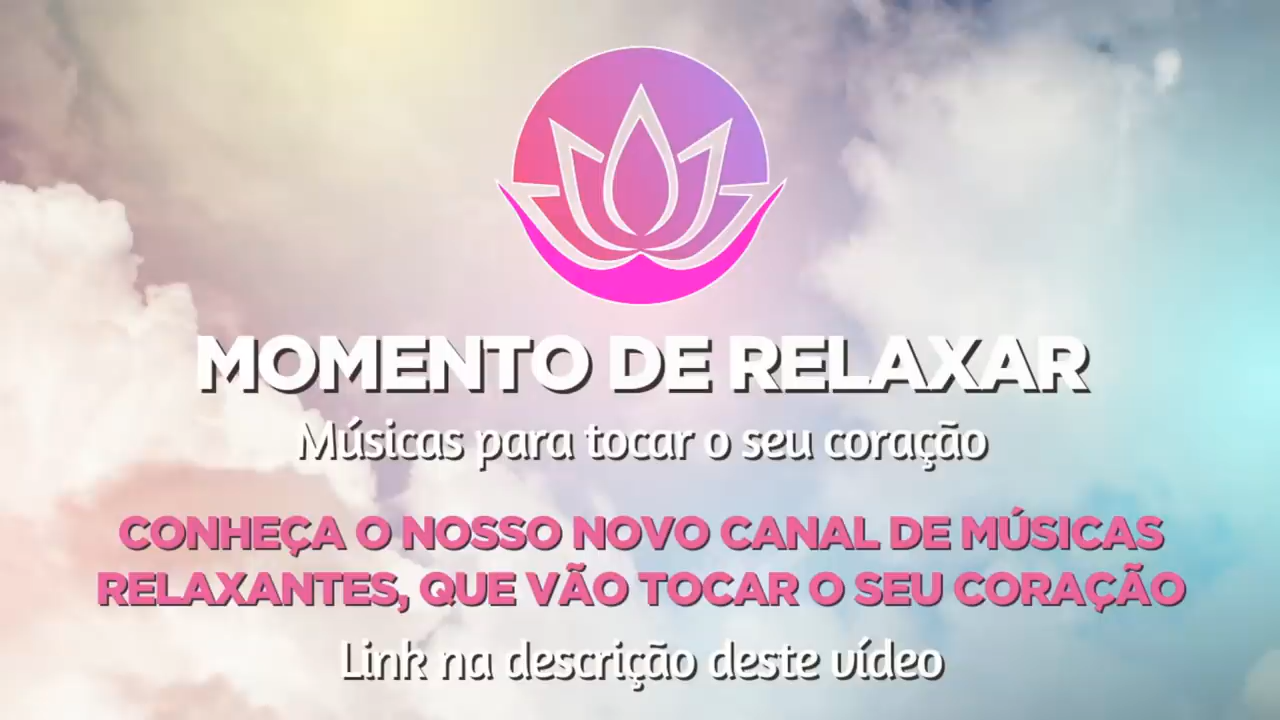 MOMENTO DE RELAXAR
Músicas para tocar o seu coração
CONHEÇA O NOSSO NOVO CANAL DE MÚSICAS
RELAXANTES, QUE VÃO TOCAR O SEU CORAÇÃO
Link na descrição deste vídeo